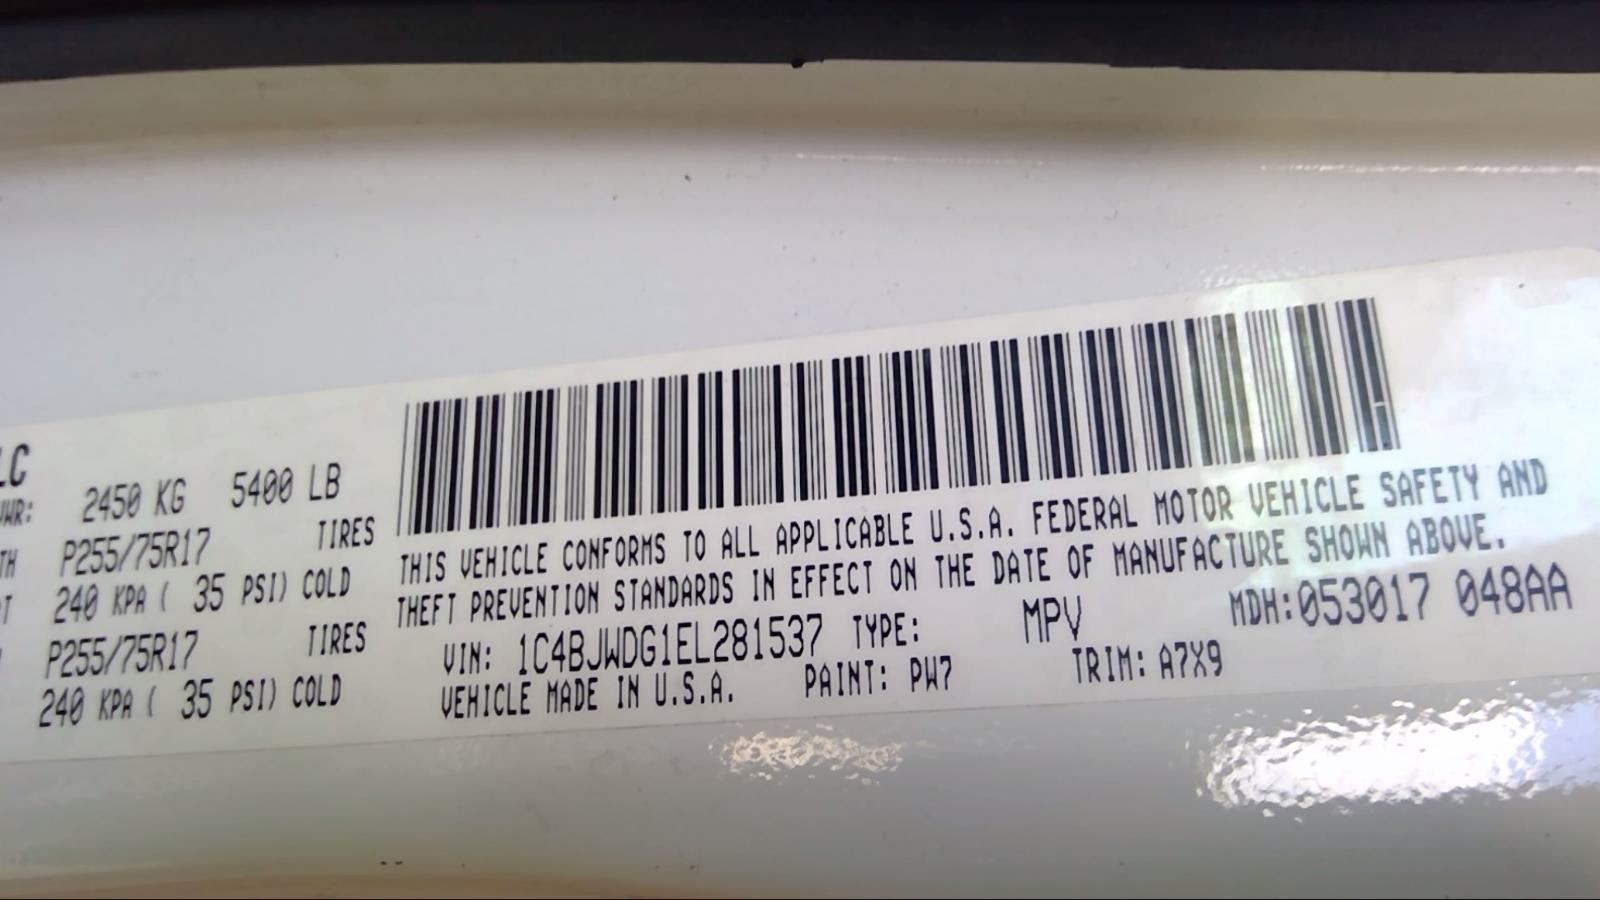 LC
VWR: 2450 KG 5400 LB
TH P255/75R17 TIRES
RT 240 KPA ( 35 PSI) COLD
P255/75R17 TIRES
240 KPA ( 35 PSI) COLD
THIS VEHICLE CONFORMS TO ALL APPLICABLE U.S.A. FEDERAL MOTOR VEHICLE SAFETY AND
THEFT PREVENTION STANDARDS IN EFFECT ON THE DATE OF MANUFACTURE SHOWN ABOVE.
VIN: 1C4BJWDG1EL281537 TYPE: MPV MDH:053017 048AA
VEHICLE MADE IN U.S.A. PAINT: PW7 TRIM: A7X9